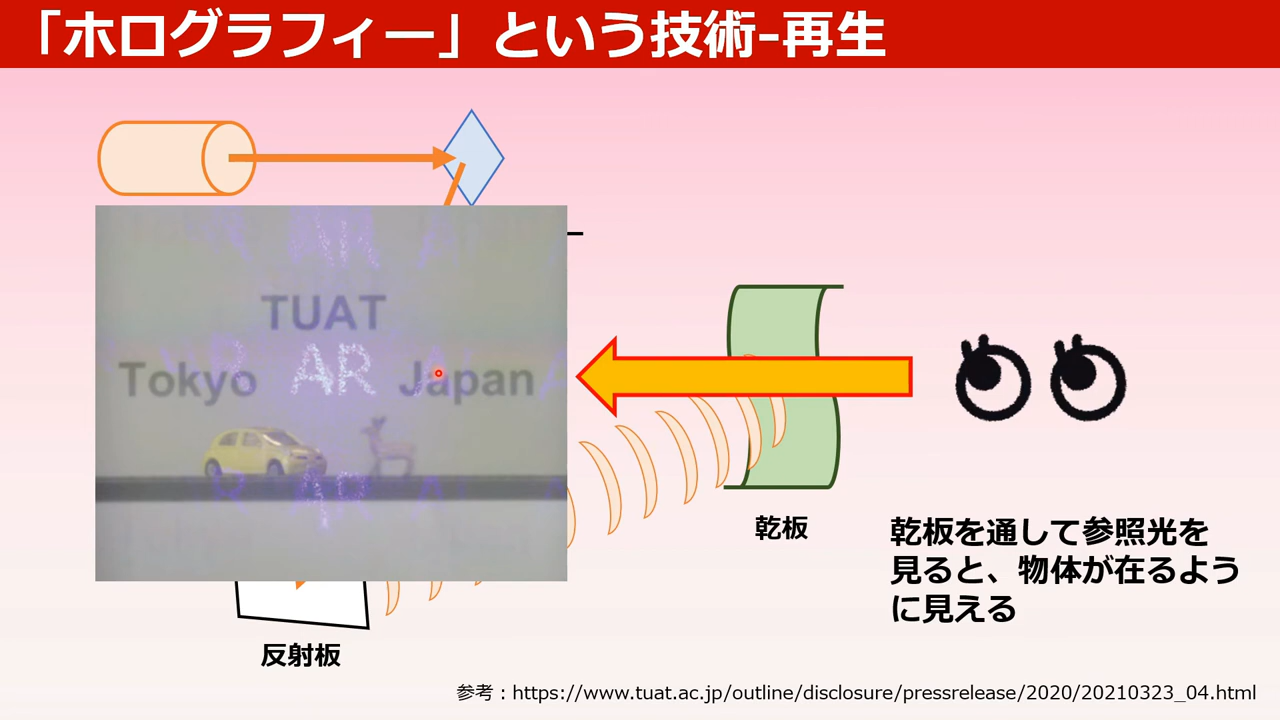 「ホログラフィー」という技術-再生
AR
TUAT
Tokyo AR Japan
AR
乾板
乾板を通して参照光を
見ると、物体が在るよう
に見える
反射板
参考：https://www.tuat.ac.jp/outline/disclosure/pressrelease/2020/20210323_04.html